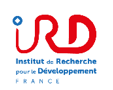 IRD
Institut de Recherche
pour le Développement
FRANCE